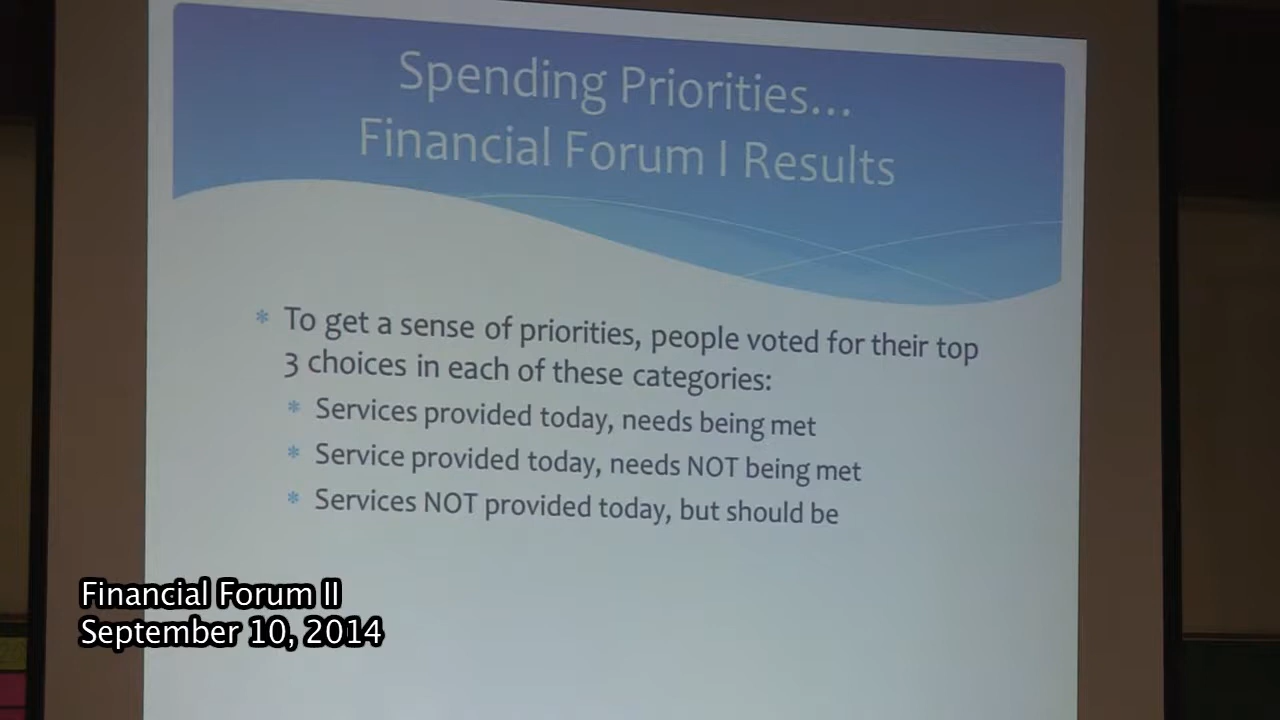 Spending Priorities...
Financial Forum I Results
* To get a sense of priorities, people voted for their top
3 choices in each of these categories:
* Services provided today, needs being met
* Service provided today, needs NOT being met
* Services NOT provided today, but should be
Financial Forum II
September 10, 2014